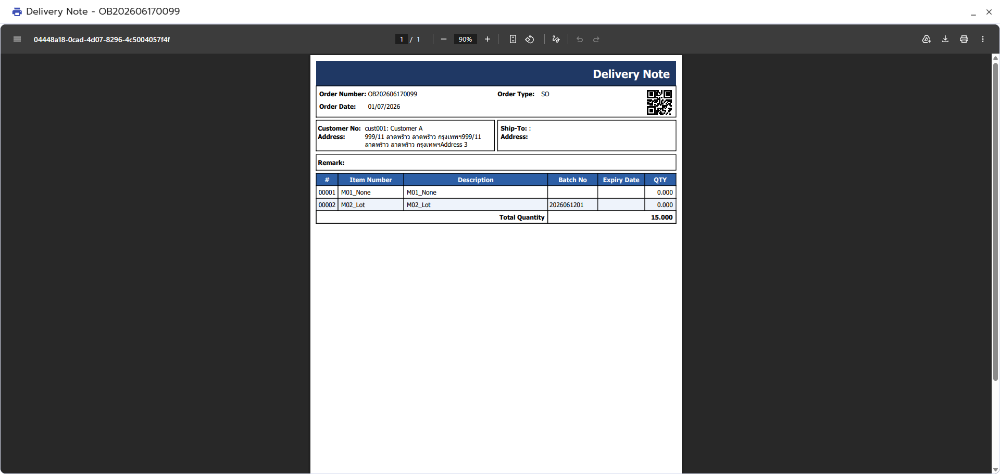 Delivery Note - OB202606170099
04448a18-0cad-4d07-8296-4c5004057f4f
1 / 1
90%
Delivery Note
Order Number: OB202606170099 Order Type: SO
Order Date: 01/07/2026
Customer No: cust001: Customer A
Address: 999/11 ลาดพร้าว ลาดพร้าว กรุงเทพฯ999/11
ลาดพร้าว ลาดพร้าว กรุงเทพฯAddress 3
Ship-To: :
Address:
Remark:
# Item Number Description Batch No Expiry Date QTY
00001 M01_None M01_None 0.000
00002 M02_Lot M02_Lot 2026061201 0.000
Total Quantity 15.000